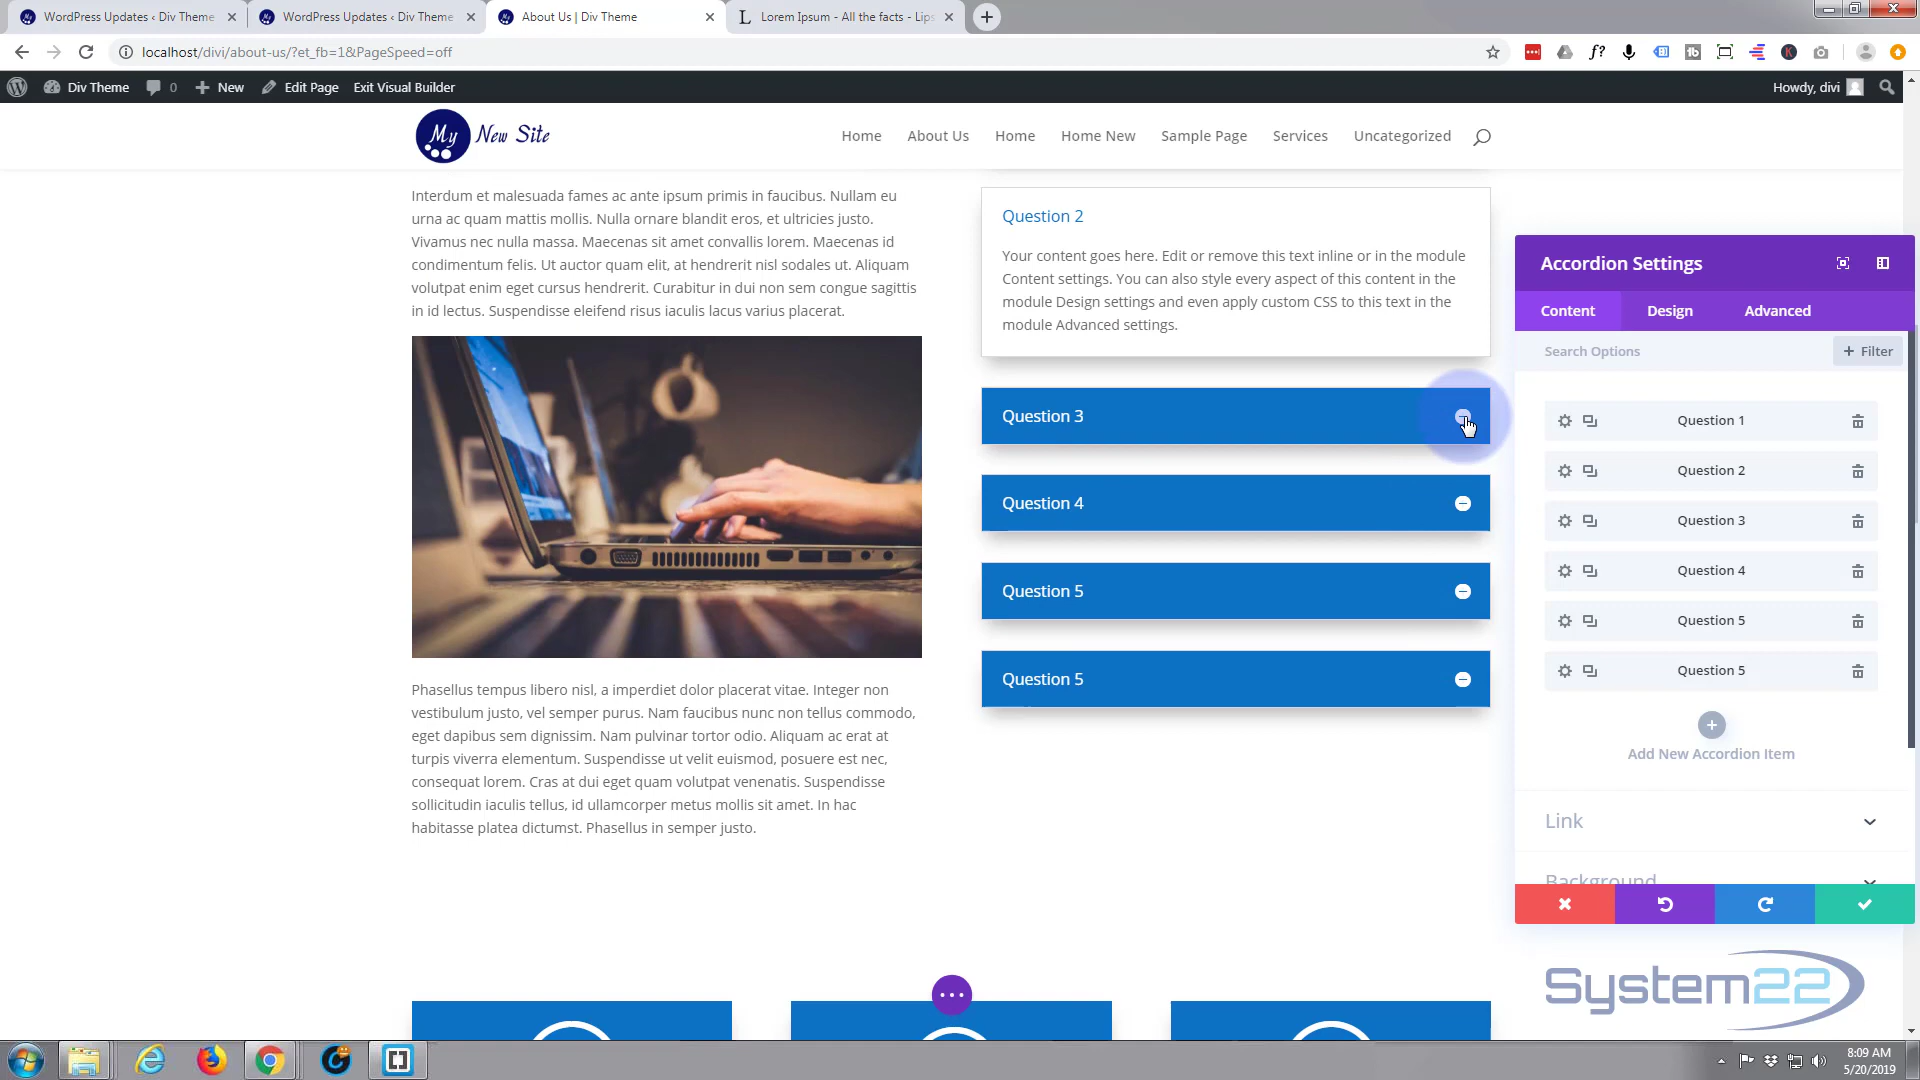 WordPress Updates ‹ Div Theme
WordPress Updates ‹ Div Theme
About Us | Div Theme
Lorem Ipsum - All the facts - Lips
localhost/divi/about-us/?et_fb=1&PageSpeed=off
Div Theme 0 New Edit Page Exit Visual Builder
Howdy, divi
My New Site
Home About Us Home Home New Sample Page Services Uncategorized
Interdum et malesuada fames ac ante ipsum primis in faucibus. Nullam eu
urna ac quam mattis mollis. Nulla ornare blandit eros, et ultricies justo.
Vivamus nec nulla massa. Maecenas sit amet convallis lorem. Maecenas id
condimentum felis. Ut auctor quam elit, at hendrerit nisl sodales ut. Aliquam
volutpat enim eget cursus hendrerit. Curabitur in dui non sem congue sagittis
in id lectus. Suspendisse eleifend risus iaculis lacus varius placerat.
Phasellus tempus libero nisl, a imperdiet dolor placerat vitae. Integer non
vestibulum justo, vel semper purus. Nam faucibus nunc non tellus commodo,
eget dapibus sem dignissim. Nam pulvinar tortor odio. Aliquam ac erat at
turpis viverra elementum. Suspendisse ut velit euismod, posuere est nec,
consequat lorem. Cras at dui eget quam volutpat venenatis. Suspendisse
sollicitudin iaculis tellus, id ullamcorper metus mollis sit amet. In hac
habitasse platea dictumst. Phasellus in semper justo.
Question 2
Your content goes here. Edit or remove this text inline or in the module
Content settings. You can also style every aspect of this content in the
module Design settings and even apply custom CSS to this text in the
module Advanced settings.
Question 3
Question 4
Question 5
Question 5
Accordion Settings
Content Design Advanced
Search Options + Filter
Question 1
Question 2
Question 3
Question 4
Question 5
Question 5
Add New Accordion Item
Link
Background
System22
8:09 AM
5/20/2019